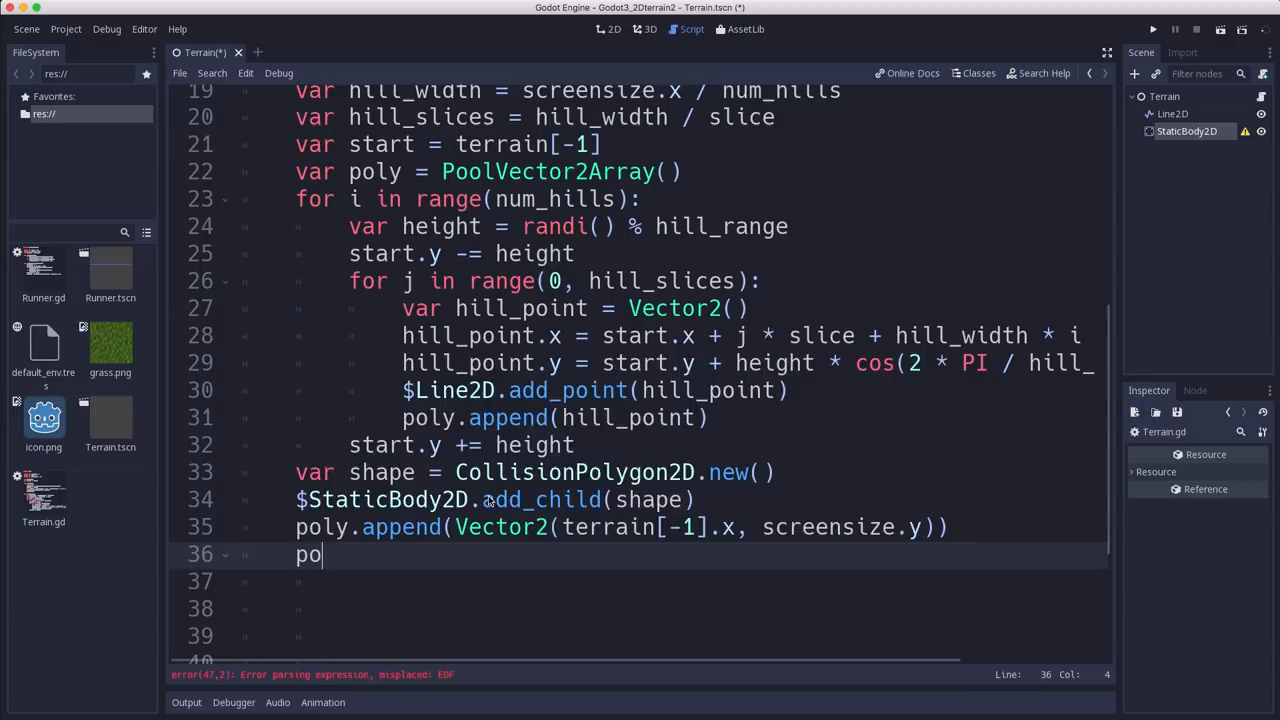 Godot Engine - Godot3_2Dterrain2 - Terrain.tscn (*)
Scene Project Debug Editor Help
2D 3D Script AssetLib
FileSystem
Terrain(*)
Scene Import
res://
File Search Edit Debug
Online Docs Classes Search Help
Filter nodes
Favorites:
res://
Terrain
Line2D
StaticBody2D
19 var hill_width = screensize.x / num_hills
20 var hill_slices = hill_width / slice
21 var start = terrain[-1]
22 var poly = PoolVector2Array()
23 for i in range(num_hills):
24 var height = randi() % hill_range
25 start.y -= height
26 for j in range(0, hill_slices):
27 var hill_point = Vector2()
28 hill_point.x = start.x + j * slice + hill_width * i
29 hill_point.y = start.y + height * cos(2 * PI / hill_
30 $Line2D.add_point(hill_point)
31 poly.append(hill_point)
32 start.y += height
33 var shape = CollisionPolygon2D.new()
34 $StaticBody2D.add_child(shape)
35 poly.append(Vector2(terrain[-1].x, screensize.y))
36 po
37
38
39
40
Runner.gd
Runner.tscn
default_env.tres
grass.png
icon.png
Terrain.tscn
Terrain.gd
Inspector Node
Terrain.gd
Resource
Resource
Reference
error(47,2): Error parsing expression, misplaced: EOF
Line: 36 Col: 4
Output Debugger Audio Animation